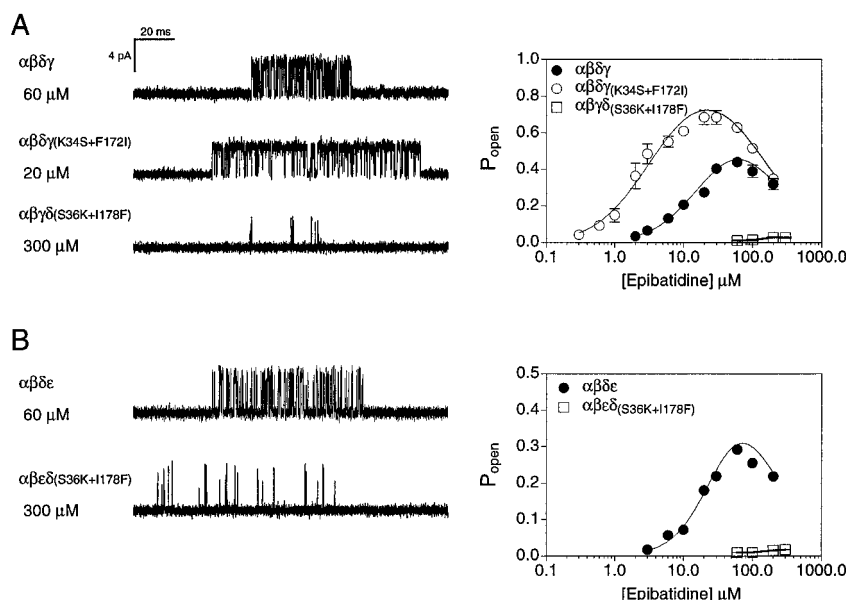 A
20 ms
4 pA
αβδγ
60 μM
αβδγ(K34S+F172I)
20 μM
αβγδ(S36K+I178F)
300 μM
1.0
0.8
0.6
0.4
0.2
0.0
Popen
αβδγ
αβδγ(K34S+F172I)
αβγδ(S36K+I178F)
0.1 1.0 10.0 100.0 1000.0
[Epibatidine] μM
B
αβδε
60 μM
αβεδ(S36K+I178F)
300 μM
0.5
0.4
0.3
0.2
0.1
0.0
Popen
αβδε
αβεδ(S36K+I178F)
0.1 1.0 10.0 100.0 1000.0
[Epibatidine] μM